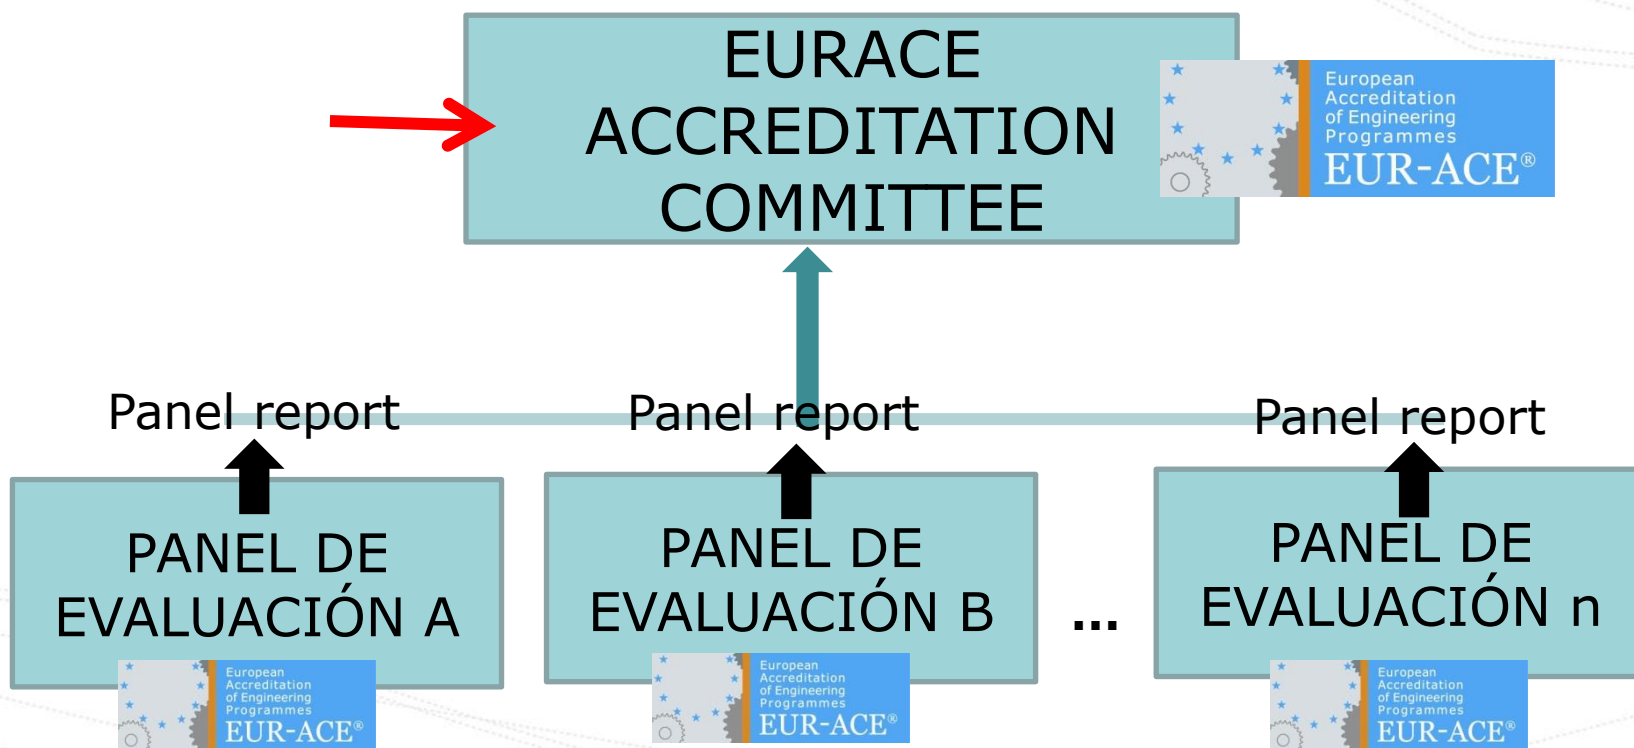 EURACE
ACCREDITATION
COMMITTEE
European
Accreditation
of Engineering
Programmes
EUR-ACE®
Panel report
Panel report
Panel report
PANEL DE
EVALUACIÓN A
PANEL DE
EVALUACIÓN B
...
PANEL DE
EVALUACIÓN n
European
Accreditation
of Engineering
Programmes
EUR-ACE®
European
Accreditation
of Engineering
Programmes
EUR-ACE®
European
Accreditation
of Engineering
Programmes
EUR-ACE®